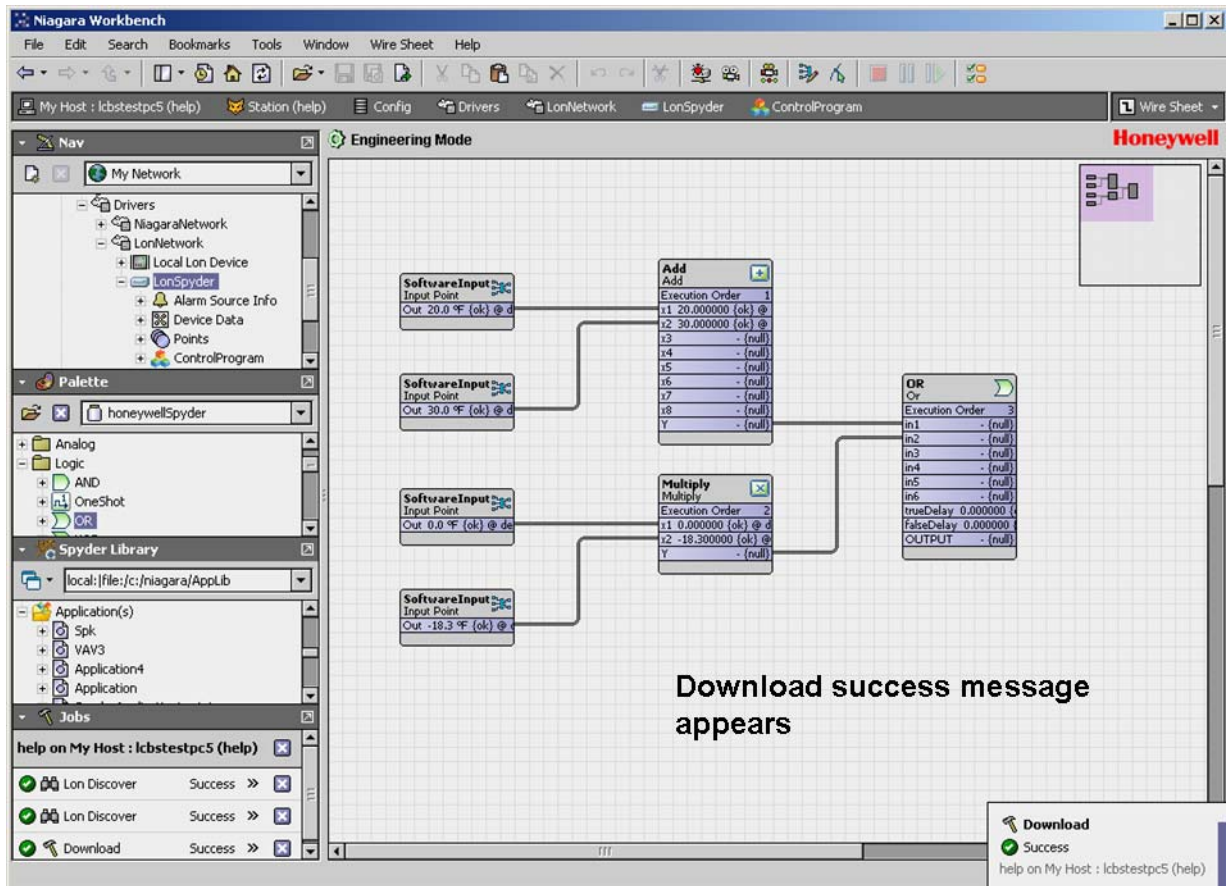 Niagara Workbench
File Edit Search Bookmarks Tools Window Wire Sheet Help
My Host : lcbstestpc5 (help) Station (help) Config Drivers LonNetwork LonSpyder ControlProgram Wire Sheet
Nav
My Network
Drivers
NiagaraNetwork
LonNetwork
Local Lon Device
LonSpyder
Alarm Source Info
Device Data
Points
ControlProgram
Palette
honeywellSpyder
Analog
Logic
AND
OneShot
OR
Spyder Library
local:|file:/c:/niagara/AppLib
Application(s)
Spk
VAV3
Application4
Application
Jobs
help on My Host : lcbstestpc5 (help)
Lon Discover Success »
Lon Discover Success »
Download Success »
Engineering Mode
Honeywell
SoftwareInput
Input Point
Out 20.0 °F {ok} @ d
SoftwareInput
Input Point
Out 30.0 °F {ok} @ d
SoftwareInput
Input Point
Out 0.0 °F {ok} @ de
SoftwareInput
Input Point
Out -18.3 °F {ok} @
Add
Add
Execution Order 1
x1 20.000000 {ok} @
x2 30.000000 {ok} @
x3 - {null}
x4 - {null}
x5 - {null}
x6 - {null}
x7 - {null}
x8 - {null}
Y - {null}
Multiply
Multiply
Execution Order 2
x1 0.000000 {ok} @ d
x2 -18.300000 {ok} @
Y - {null}
OR
Or
Execution Order 3
in1 - {null}
in2 - {null}
in3 - {null}
in4 - {null}
in5 - {null}
in6 - {null}
trueDelay 0.000000 {
falseDelay 0.000000
OUTPUT - {null}
Download success message
appears
Download
Success
help on My Host : lcbstestpc5 (help)